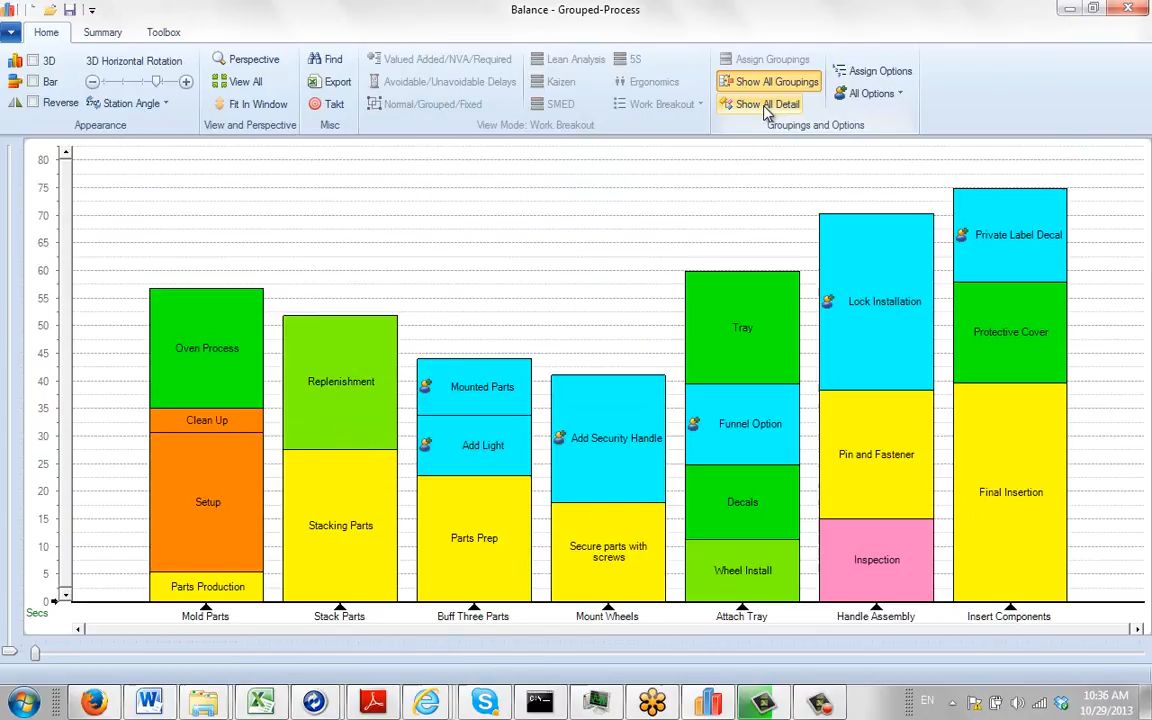 Balance - Grouped-Process
Home Summary Toolbox
3D 3D Horizontal Rotation
Bar
Reverse Station Angle
Appearance
Perspective
View All
Fit In Window
View and Perspective
Find
Export
Takt
Misc
Valued Added/NVA/Required Lean Analysis 5S
Avoidable/Unavoidable Delays Kaizen Ergonomics
Normal/Grouped/Fixed SMED Work Breakout
View Mode: Work Breakout
Assign Groupings
Show All Groupings
Show All Detail
Assign Options
All Options
Groupings and Options
80
75
70
65
60
55
50
45
40
35
30
25
20
15
10
5
0
Secs
Oven Process
Clean Up
Setup
Parts Production
Mold Parts
Replenishment
Stacking Parts
Stack Parts
Mounted Parts
Add Light
Parts Prep
Buff Three Parts
Add Security Handle
Secure parts with
screws
Mount Wheels
Tray
Funnel Option
Decals
Wheel Install
Attach Tray
Lock Installation
Pin and Fastener
Inspection
Handle Assembly
Private Label Decal
Protective Cover
Final Insertion
Insert Components
EN
10:36 AM
10/29/2013